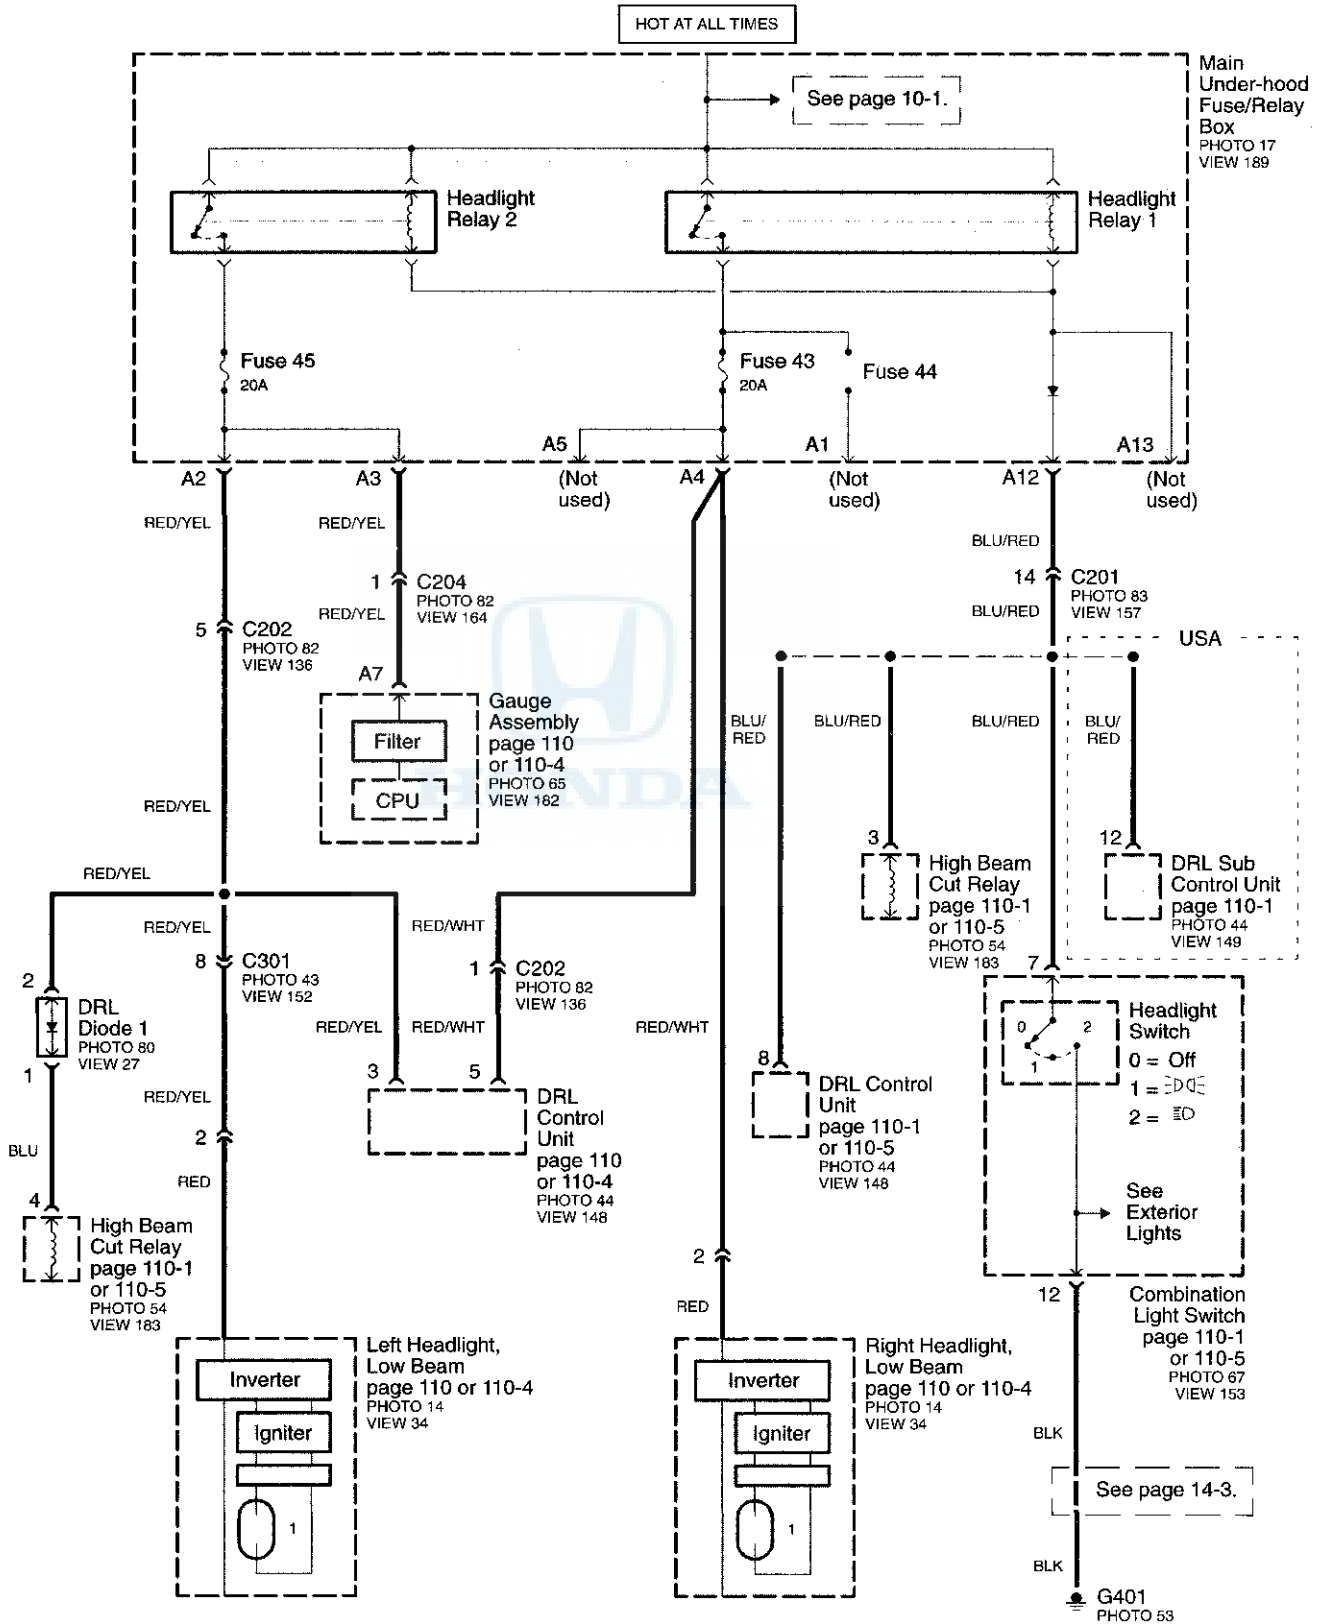 HOT AT ALL TIMES
See page 10-1.
Main
Under-hood
Fuse/Relay
Box
PHOTO 17
VIEW 189
Headlight
Relay 2
Headlight
Relay 1
Fuse 45
20A
Fuse 43
20A
Fuse 44
A5
A1
A13
A2
A3
(Not
used)
A4
(Not
used)
A12
(Not
used)
RED/YEL
RED/YEL
BLU/RED
1
C204
PHOTO 82
VIEW 164
14
C201
PHOTO 83
VIEW 157
RED/YEL
BLU/RED
5
C202
PHOTO 82
VIEW 136
USA
A7
Gauge
Assembly
page 110
or 110-4
PHOTO 65
VIEW 182
Filter
CPU
HONDA
BLU/
RED
BLU/RED
BLU/RED
BLU/
RED
RED/YEL
3
High Beam
Cut Relay
page 110-1
or 110-5
PHOTO 54
VIEW 183
12
DRL Sub
Control Unit
page 110-1
PHOTO 44
VIEW 149
RED/YEL
RED/YEL
RED/WHT
8
C301
PHOTO 43
VIEW 152
1
C202
PHOTO 82
VIEW 136
7
2
DRL
Diode 1
PHOTO 80
VIEW 27
1
RED/YEL
RED/WHT
RED/WHT
0
2
1
Headlight
Switch
0 = Off
1 =
2 =
3
5
DRL
Control
Unit
page 110
or 110-4
PHOTO 44
VIEW 148
8
DRL Control
Unit
page 110-1
or 110-5
PHOTO 44
VIEW 148
RED/YEL
2
BLU
RED
4
High Beam
Cut Relay
page 110-1
or 110-5
PHOTO 54
VIEW 183
See
Exterior
Lights
2
RED
12
Combination
Light Switch
page 110-1
or 110-5
PHOTO 67
VIEW 153
Left Headlight,
Low Beam
page 110 or 110-4
PHOTO 14
VIEW 34
Inverter
Igniter
1
Right Headlight,
Low Beam
page 110 or 110-4
PHOTO 14
VIEW 34
Inverter
Igniter
1
BLK
See page 14-3.
BLK
G401
PHOTO 53